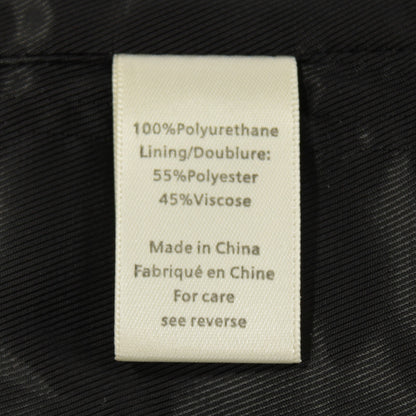 100%Polyurethane
Lining/Doublure:
55%Polyester
45%Viscose
Made in China
Fabriqué en Chine
For care
see reverse